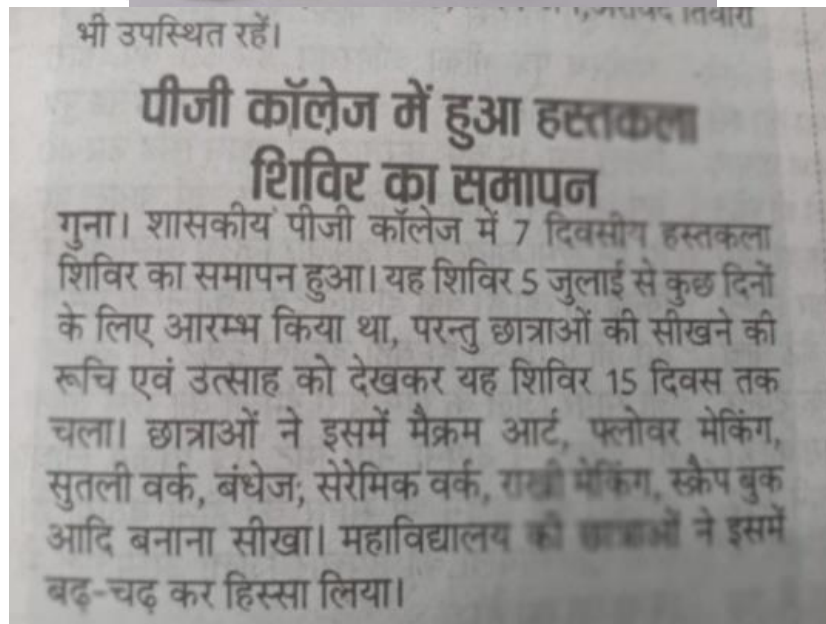 तिवारी
भी उपस्थित रहें।
पीजी कॉलेज में हुआ हस्तकला
शिविर का समापन
गुना। शासकीय पीजी कॉलेज में 7 दिवसीय हस्तकला
शिविर का समापन हुआ। यह शिविर 5 जुलाई से कुछ दिनों
के लिए आरम्भ किया था, परन्तु छात्राओं की सीखने की
रूचि एवं उत्साह को देखकर यह शिविर 15 दिवस तक
चला। छात्राओं ने इसमें मैक्रम आर्ट, फ्लोवर मेकिंग,
सुतली वर्क, बंधेज; सेरेमिक वर्क, राखी मेकिंग, स्क्रैप बुक
आदि बनाना सीखा। महाविद्यालय की छात्राओं ने इसमें
बढ़-चढ़ कर हिस्सा लिया।